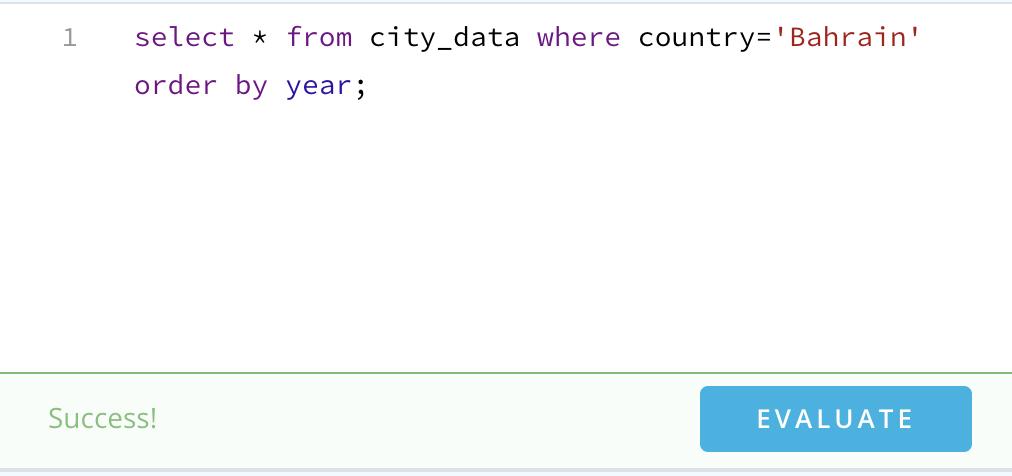 1 select * from city_data where country='Bahrain'
order by year;
Success!
EVALUATE